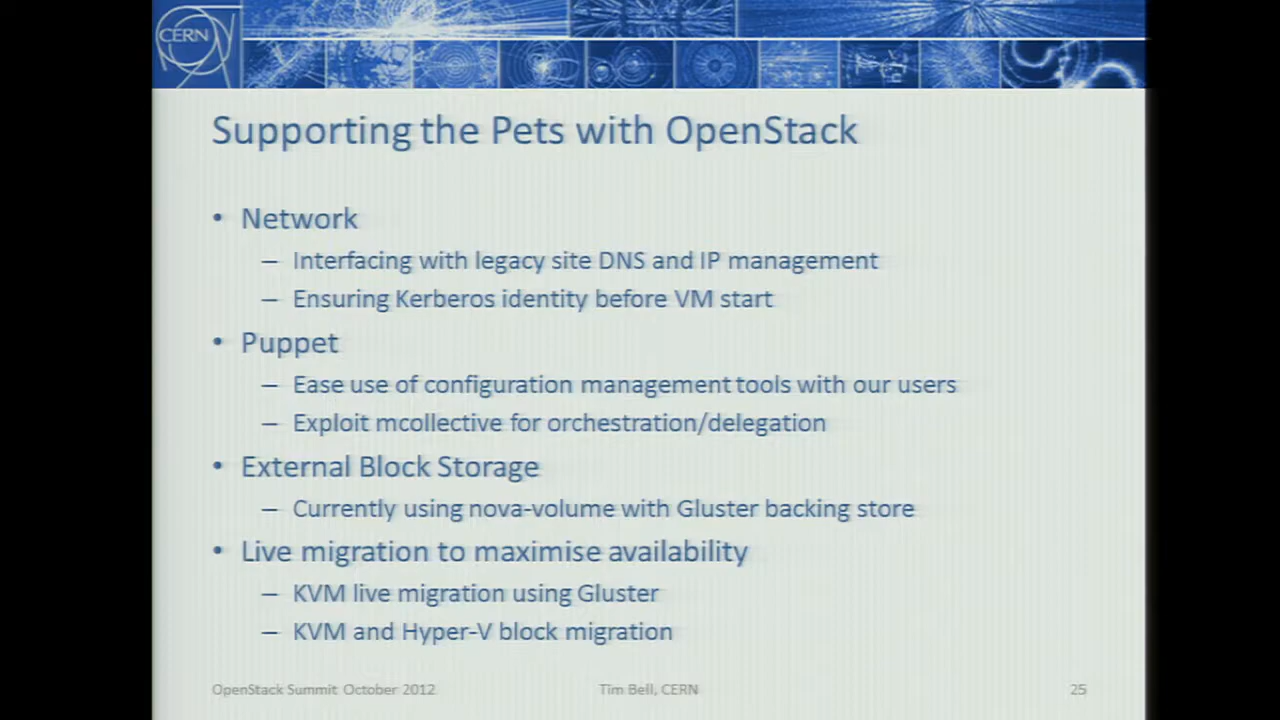 CERN
Supporting the Pets with OpenStack
• Network
– Interfacing with legacy site DNS and IP management
– Ensuring Kerberos identity before VM start
• Puppet
– Ease use of configuration management tools with our users
– Exploit mcollective for orchestration/delegation
• External Block Storage
– Currently using nova-volume with Gluster backing store
• Live migration to maximise availability
– KVM live migration using Gluster
– KVM and Hyper-V block migration
OpenStack Summit October 2012
Tim Bell, CERN
25